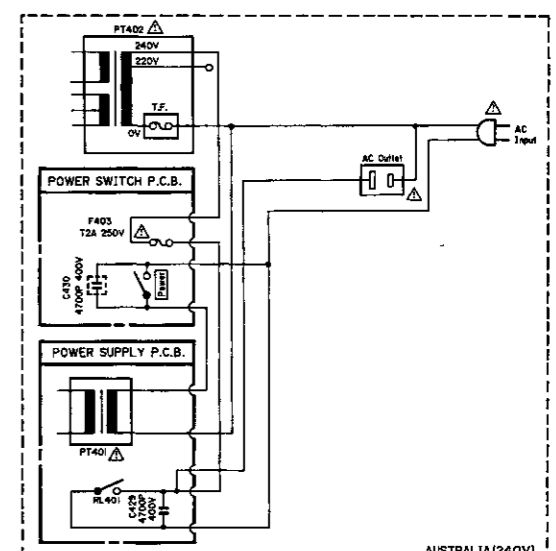 PT402
240V
220V
T.F.
0V
AC
Input
AC Outlet
POWER SWITCH P.C.B.
F403
T2A 250V
C430
4700P 400V
Power
POWER SUPPLY P.C.B.
PT401
RL401
C429
4700P
400V
AUSTRALIA(240V)